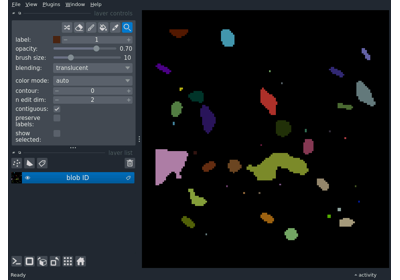 File View Plugins Window Help
layer controls
label: 1
opacity: 0.70
brush size: 10
blending: translucent
color mode: auto
contour: 0
n edit dim: 2
contiguous:
preserve
labels:
show
selected:
layer list
blob ID
Ready
activity